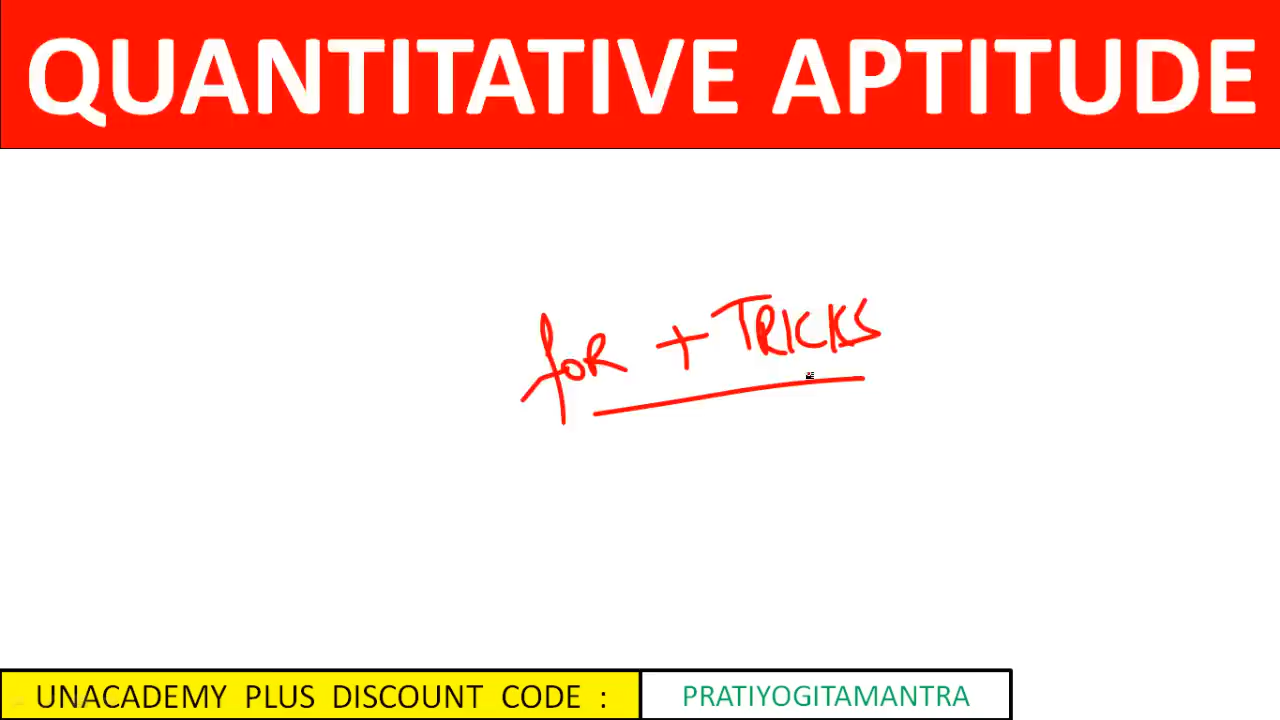 QUANTITATIVE APTITUDE
for + TRICKS
UNACADEMY PLUS DISCOUNT CODE : PRATIYOGITAMANTRA